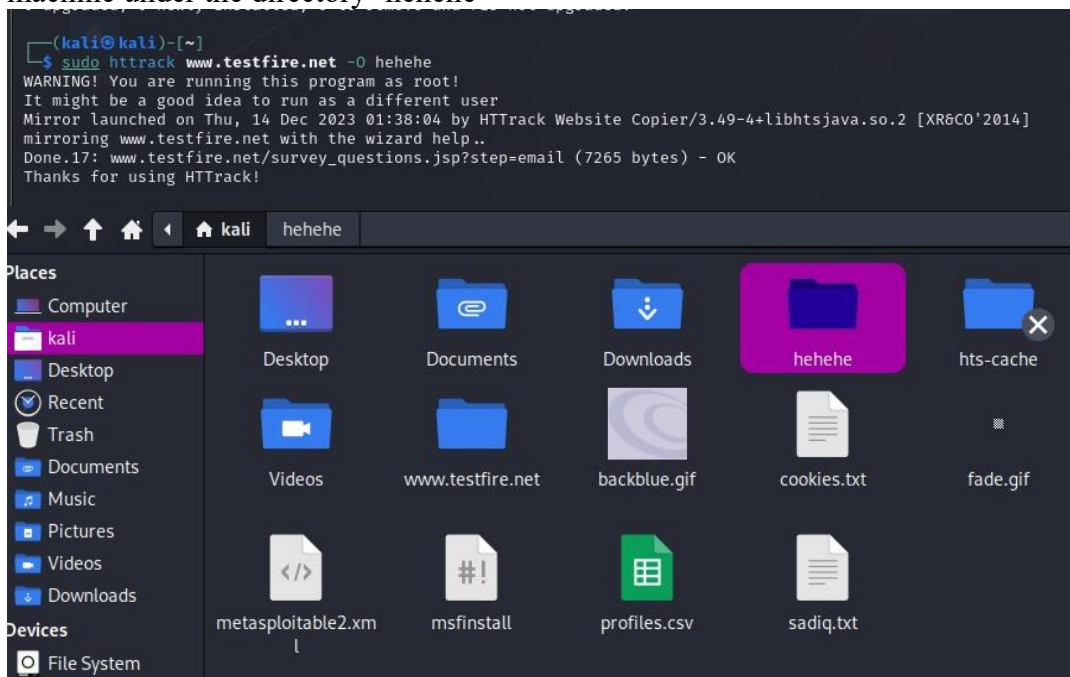 machine under the directory "hehehe"
(kali㉿kali)-[~]
$ sudo httrack www.testfire.net -O hehehe
WARNING! You are running this program as root!
It might be a good idea to run as a different user
Mirror launched on Thu, 14 Dec 2023 01:38:04 by HTTrack Website Copier/3.49-4+libhtsjava.so.2 [XR&CO'2014]
mirroring www.testfire.net with the wizard help..
Done.17: www.testfire.net/survey_questions.jsp?step=email (7265 bytes) - OK
Thanks for using HTTrack!
kali hehehe
Places
Computer
kali
Desktop
Recent
Trash
Documents
Music
Pictures
Videos
Downloads
Devices
File System
Desktop Documents Downloads hehehe hts-cache
Videos www.testfire.net backblue.gif cookies.txt fade.gif
metasploitable2.xm
l
msfinstall profiles.csv sadiq.txt